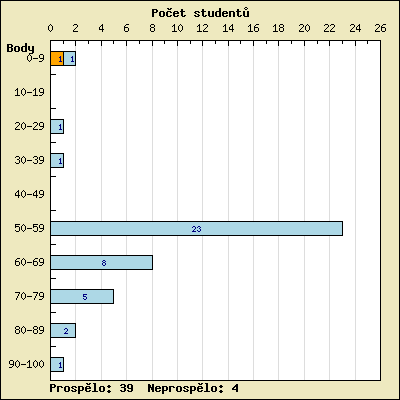 Počet studentů
0 2 4 6 8 10 12 14 16 18 20 22 24 26
Body
0-9 1 1
10-19
20-29 1
30-39 1
40-49
50-59 23
60-69 8
70-79 5
80-89 2
90-100 1
Prospělo: 39 Neprospělo: 4